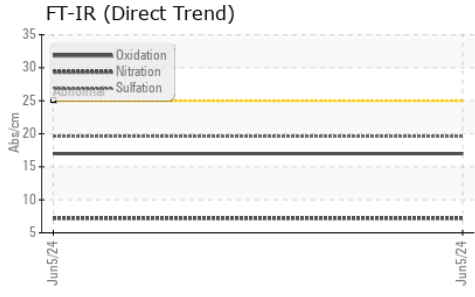 FT-IR (Direct Trend)
35
30
25
20
15
10
5
Abs/cm
Oxidation
Nitration
Sulfation
Abnormal
Jun5/24
Jun5/24